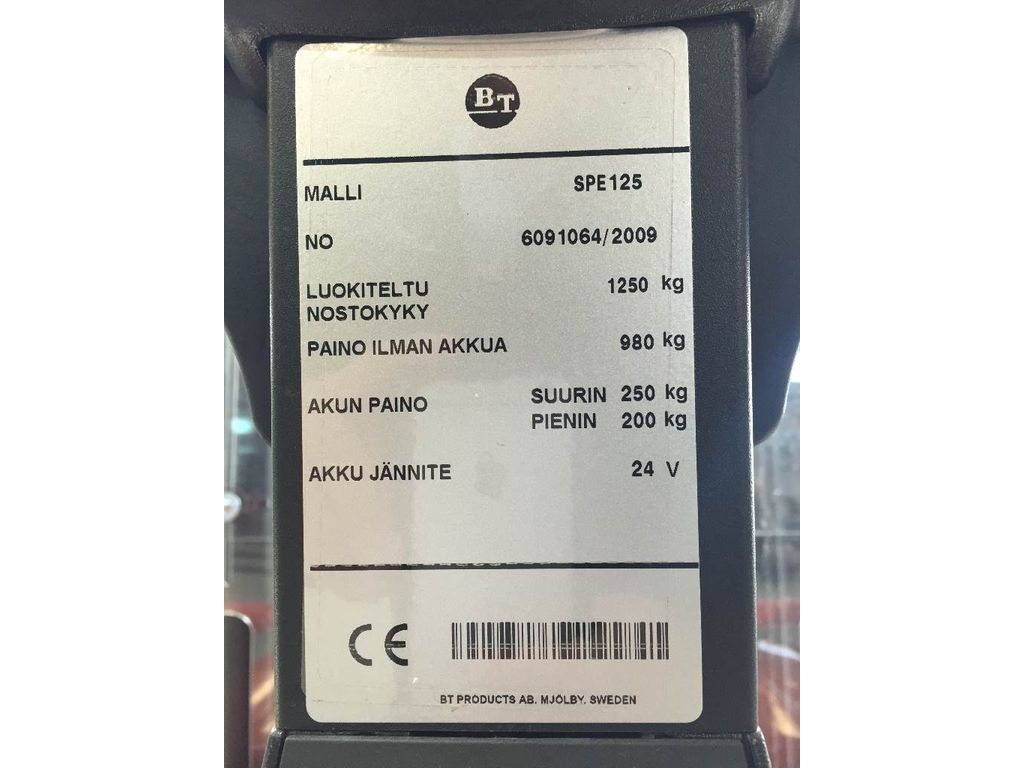 BT
MALLI SPE125
NO 6091064/2009
LUOKITELTU 1250 kg
NOSTOKYKY
PAINO ILMAN AKKUA 980 kg
AKUN PAINO SUURIN 250 kg
PIENIN 200 kg
AKKU JÄNNITE 24 V
CE
BT PRODUCTS AB. MJÖLBY. SWEDEN